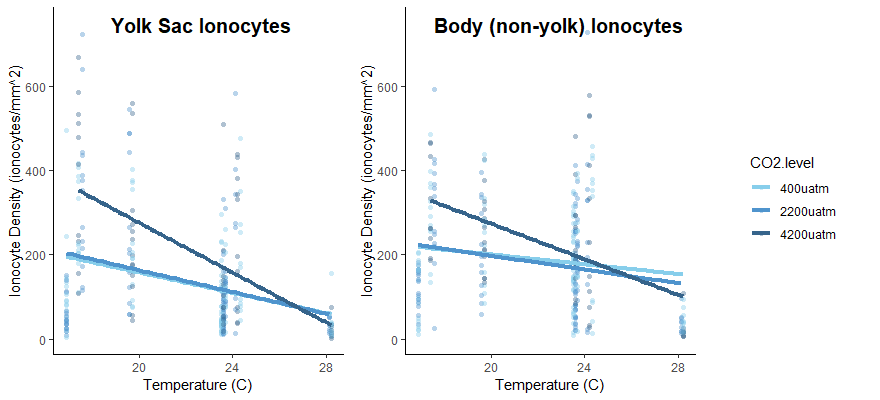 Yolk Sac Ionocytes
Ionocyte Density (ionocytes/mm^2)
600
400
200
0
20
24
28
Temperature (C)
Body (non-yolk) Ionocytes
Ionocyte Density (ionocytes/mm^2)
600
400
200
0
20
24
28
Temperature (C)
CO2.level
400uatm
2200uatm
4200uatm